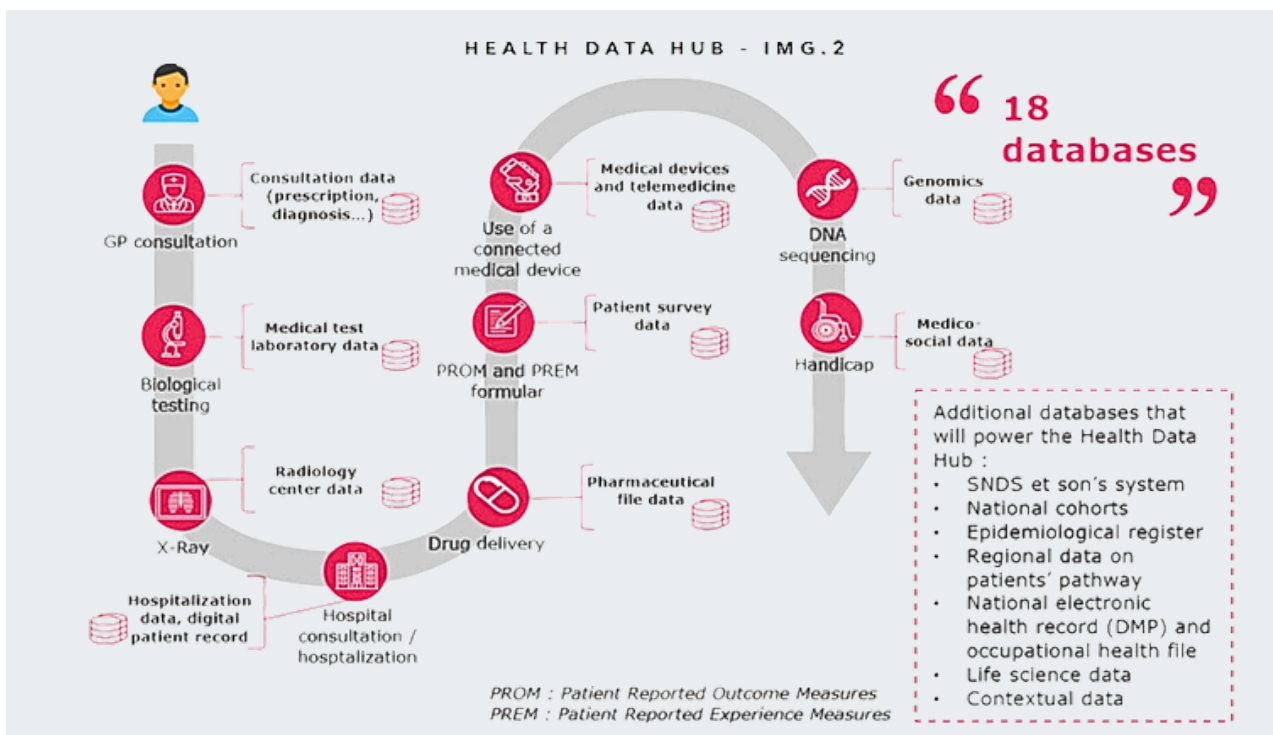 HEALTH DATA HUB - IMG.2
“ 18
databases
”
Consultation data
(prescription,
diagnosis...)
GP consultation
Medical test
laboratory data
Biological
testing
Radiology
center data
X-Ray
Hospitalization
data, digital
patient record
Hospital
consultation /
hosptalization
Pharmaceutical
file data
Drug delivery
Patient survey
data
PROM and PREM
formular
Medical devices
and telemedicine
data
Use of a
connected
medical device
Genomics
data
DNA
sequencing
Medico-
social data
Handicap
Additional databases that
will power the Health Data
Hub :
• SNDS et son’s system
• National cohorts
• Epidemiological register
• Regional data on
patients’ pathway
• National electronic
health record (DMP) and
occupational health file
• Life science data
• Contextual data
PROM : Patient Reported Outcome Measures
PREM : Patient Reported Experience Measures